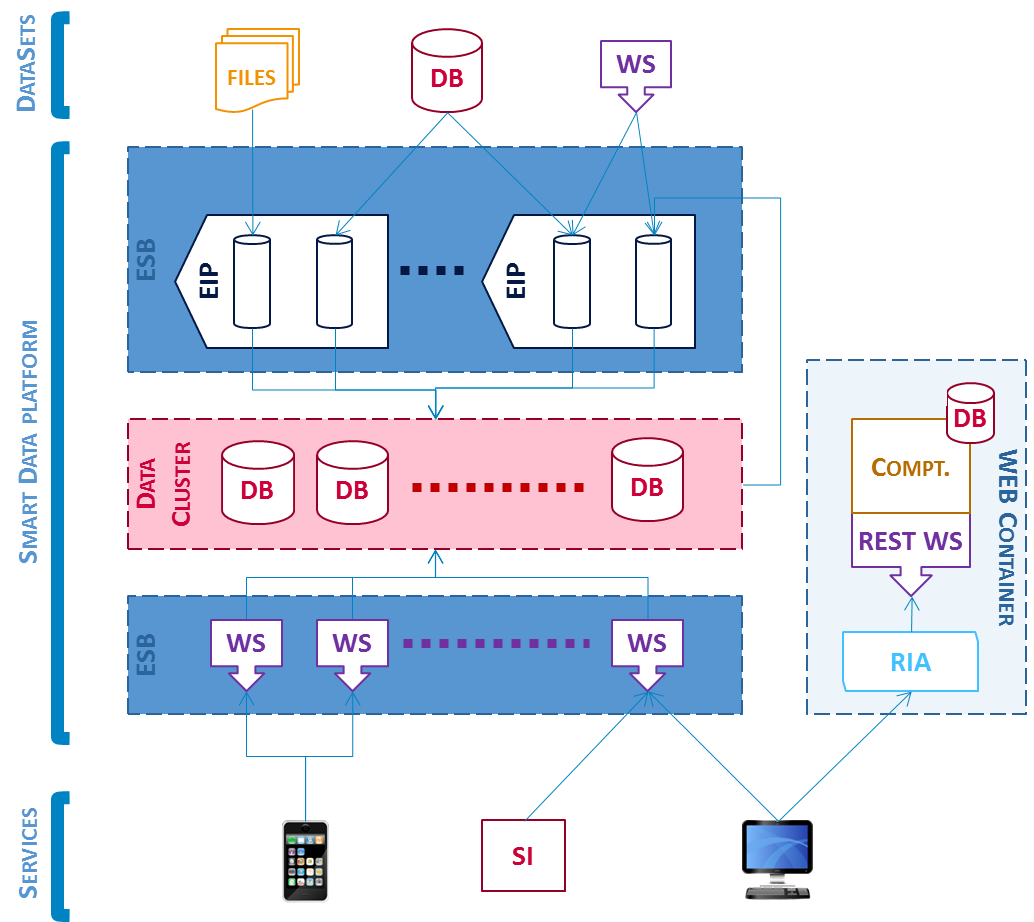 DATASETS
FILES
DB
WS
SMART DATA PLATFORM
ESB
EIP
EIP
DATA
CLUSTER
DB
DB
DB
ESB
WS
WS
WS
WEB CONTAINER
DB
COMPT.
REST WS
RIA
SERVICES
SI